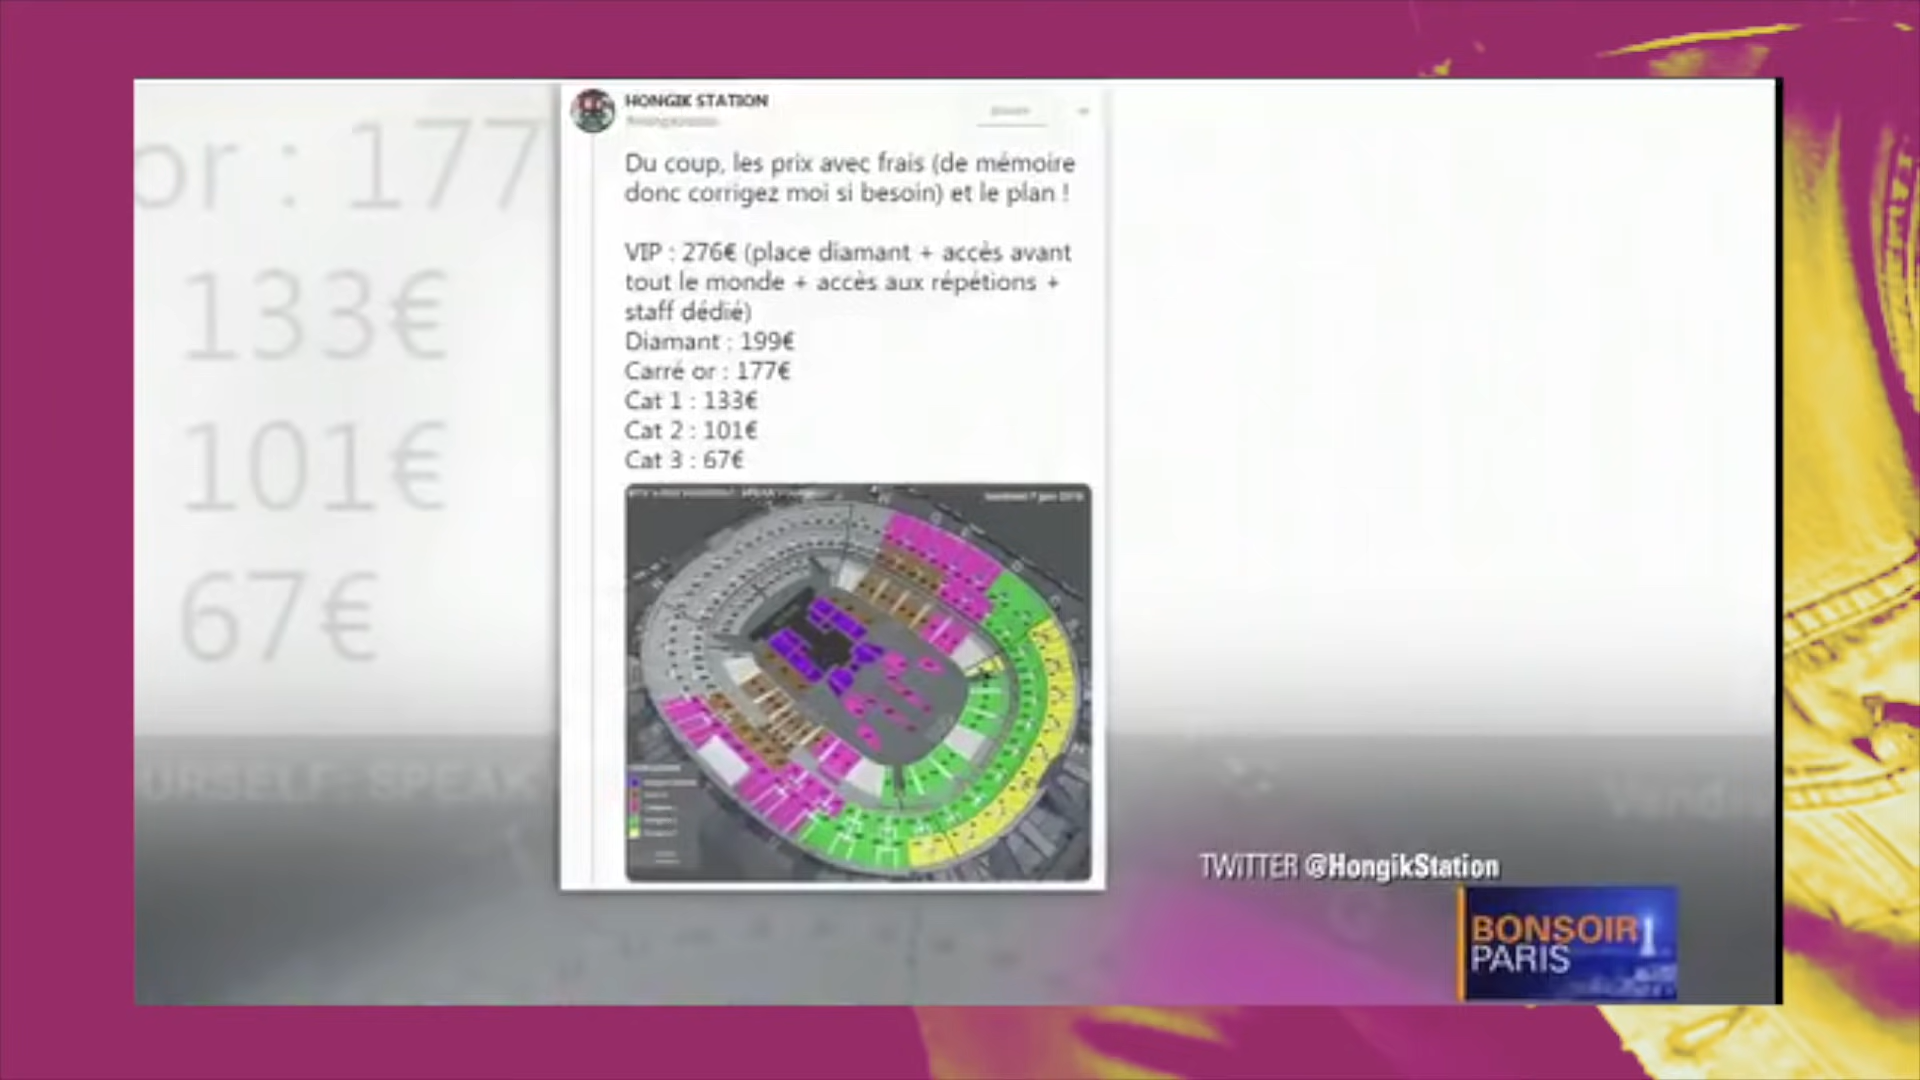 or : 177
133€
101€
67€
URSELF: SPEAK
HONGIK STATION
Du coup, les prix avec frais (de mémoire
donc corrigez moi si besoin) et le plan !
VIP : 276€ (place diamant + accès avant
tout le monde + accès aux répétions +
staff dédié)
Diamant : 199€
Carré or : 177€
Cat 1 : 133€
Cat 2 : 101€
Cat 3 : 67€
TWITTER @HongikStation
BONSOIR
PARIS